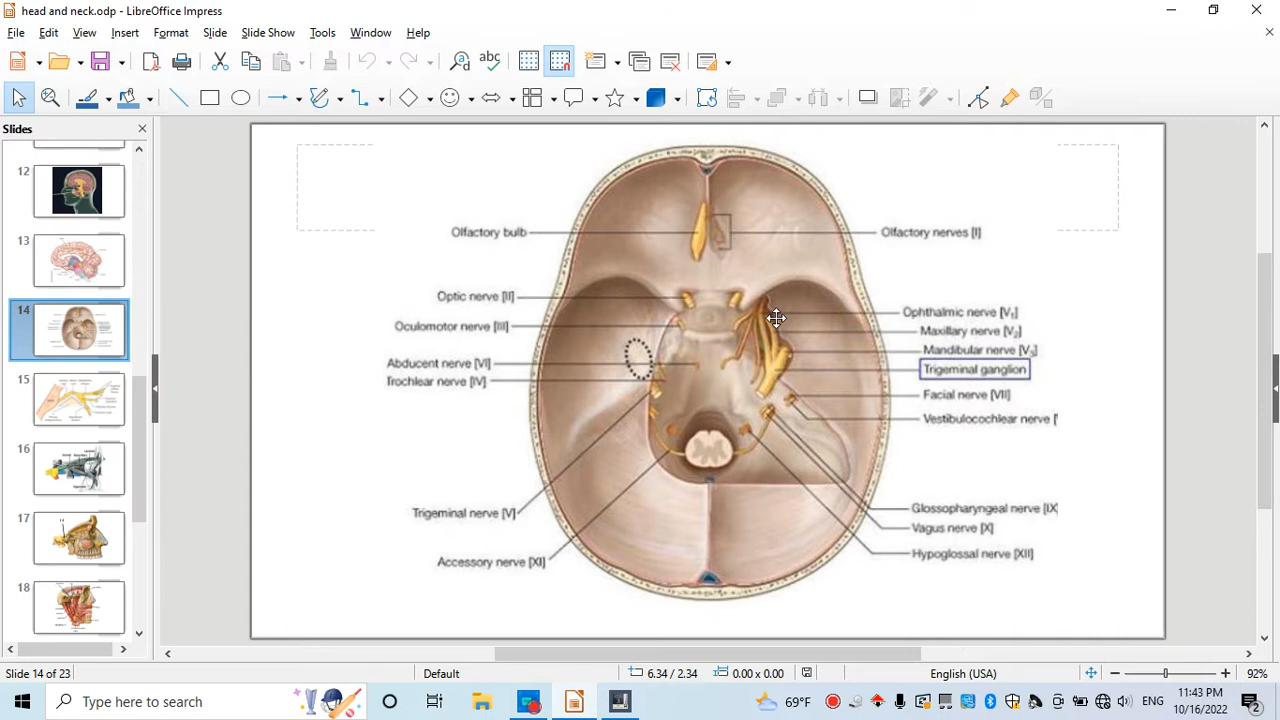 head and neck.odp - LibreOffice Impress
File Edit View Insert Format Slide Slide Show Tools Window Help
abc
Slides
12
13
14
15
16
17
18
Olfactory bulb
Olfactory nerves [I]
Optic nerve [II]
Ophthalmic nerve [V₁]
Oculomotor nerve [III]
Maxillary nerve [V₂]
Mandibular nerve [V₃]
Abducent nerve [VI]
Trigeminal ganglion
Trochlear nerve [IV]
Facial nerve [VII]
Vestibulocochlear nerve [
Glossopharyngeal nerve [IX
Trigeminal nerve [V]
Vagus nerve [X]
Hypoglossal nerve [XII]
Accessory nerve [XI]
Slide 14 of 23
Default
6.34 / 2.34
0.00 x 0.00
English (USA)
92%
Type here to search
69°F
ENG
11:43 PM
10/16/2022
2